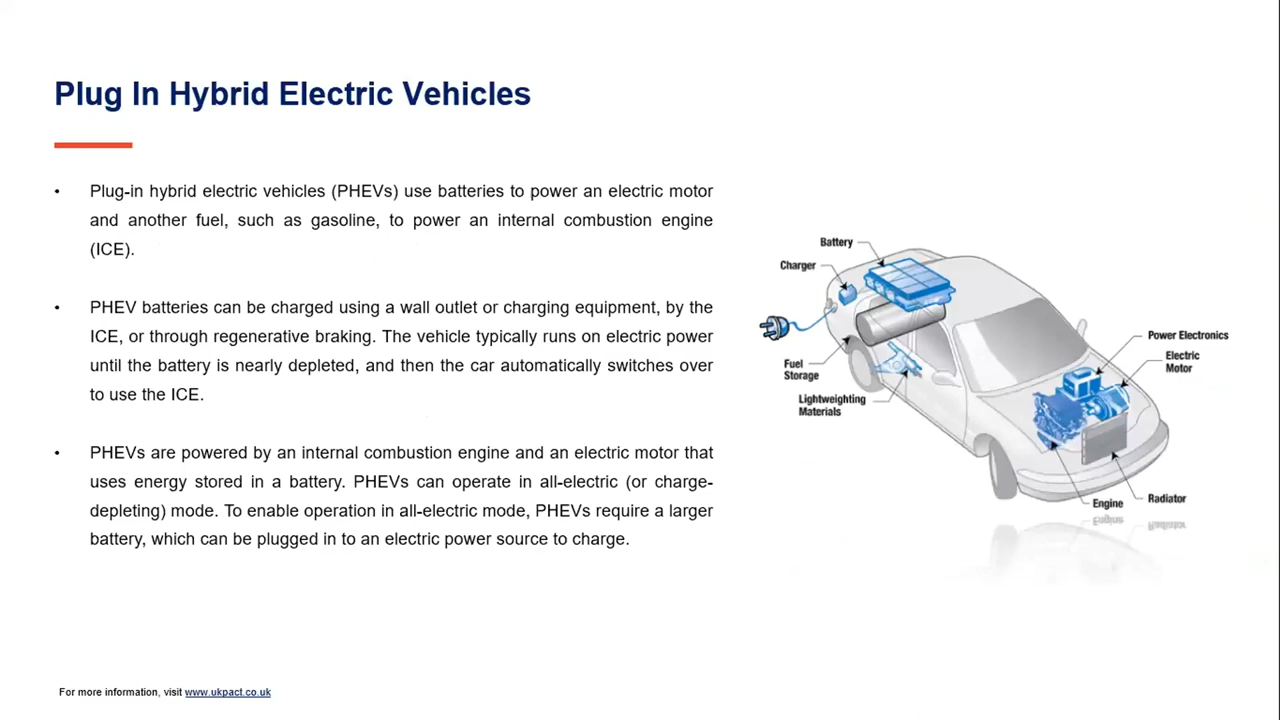 Plug In Hybrid Electric Vehicles
• Plug-in hybrid electric vehicles (PHEVs) use batteries to power an electric motor
and another fuel, such as gasoline, to power an internal combustion engine
(ICE).
• PHEV batteries can be charged using a wall outlet or charging equipment, by the
ICE, or through regenerative braking. The vehicle typically runs on electric power
until the battery is nearly depleted, and then the car automatically switches over
to use the ICE.
• PHEVs are powered by an internal combustion engine and an electric motor that
uses energy stored in a battery. PHEVs can operate in all-electric (or charge-
depleting) mode. To enable operation in all-electric mode, PHEVs require a larger
battery, which can be plugged in to an electric power source to charge.
Battery
Charger
Fuel
Storage
Lightweighting
Materials
Power Electronics
Electric
Motor
Engine
Radiator
For more information, visit www.ukpact.co.uk